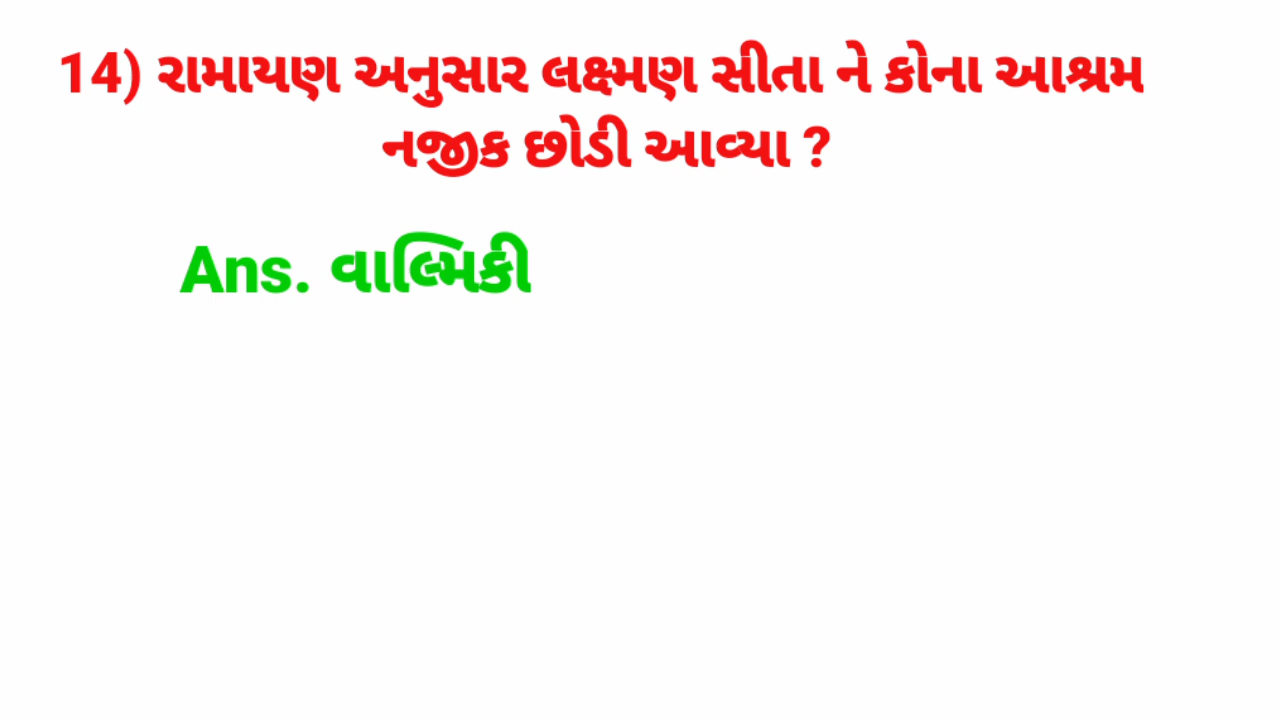 14) રામાયણ અનુસાર લક્ષ્મણ સીતા ને કોના આશ્રમ
નજીક છોડી આવ્યા ?
Ans. વાલ્મિકી